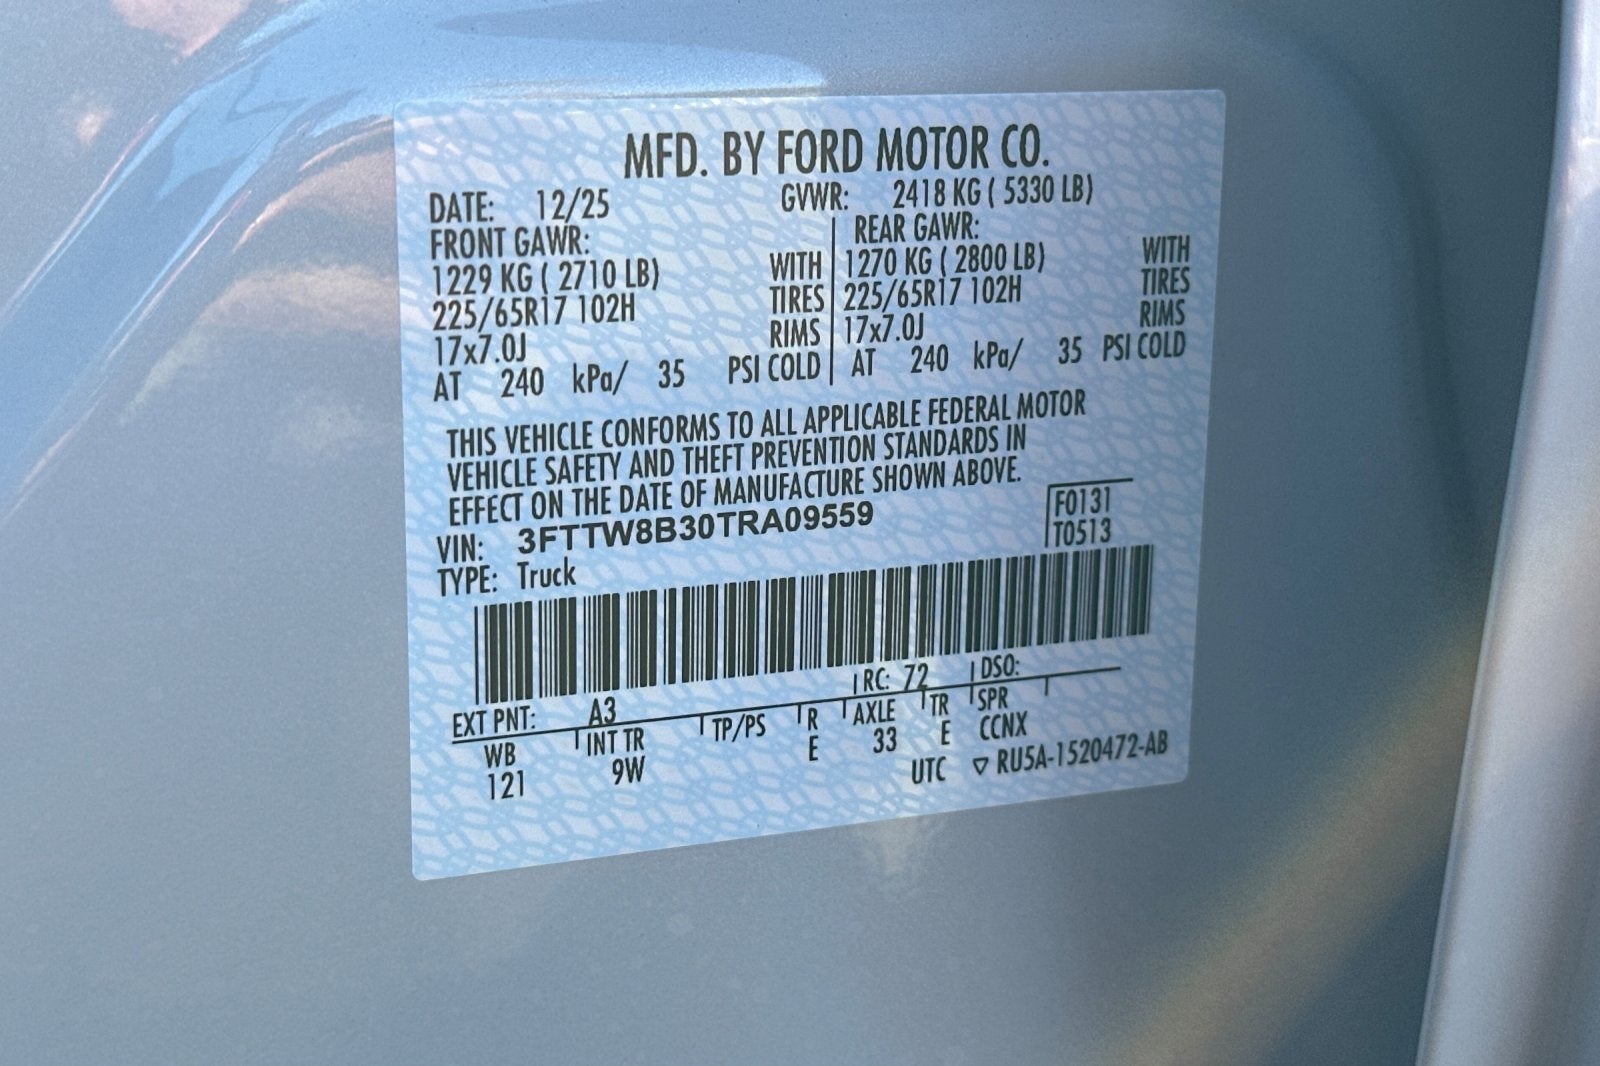 MFD. BY FORD MOTOR CO.
DATE: 12/25 GVWR: 2418 KG ( 5330 LB)
FRONT GAWR: REAR GAWR:
1229 KG ( 2710 LB) WITH 1270 KG ( 2800 LB) WITH
225/65R17 102H TIRES 225/65R17 102H TIRES
17x7.0J RIMS 17x7.0J RIMS
AT 240 kPa/ 35 PSI COLD AT 240 kPa/ 35 PSI COLD
THIS VEHICLE CONFORMS TO ALL APPLICABLE FEDERAL MOTOR
VEHICLE SAFETY AND THEFT PREVENTION STANDARDS IN
EFFECT ON THE DATE OF MANUFACTURE SHOWN ABOVE.
VIN: 3FTTW8B30TRA09559 F0131
TYPE: Truck T0513
RC: 72 DSO:
EXT PNT: A3
WB INT TR TP/PS R AXLE TR SPR
121 9W E 33 E CCNX
UTC ▽ RU5A-1520472-AB